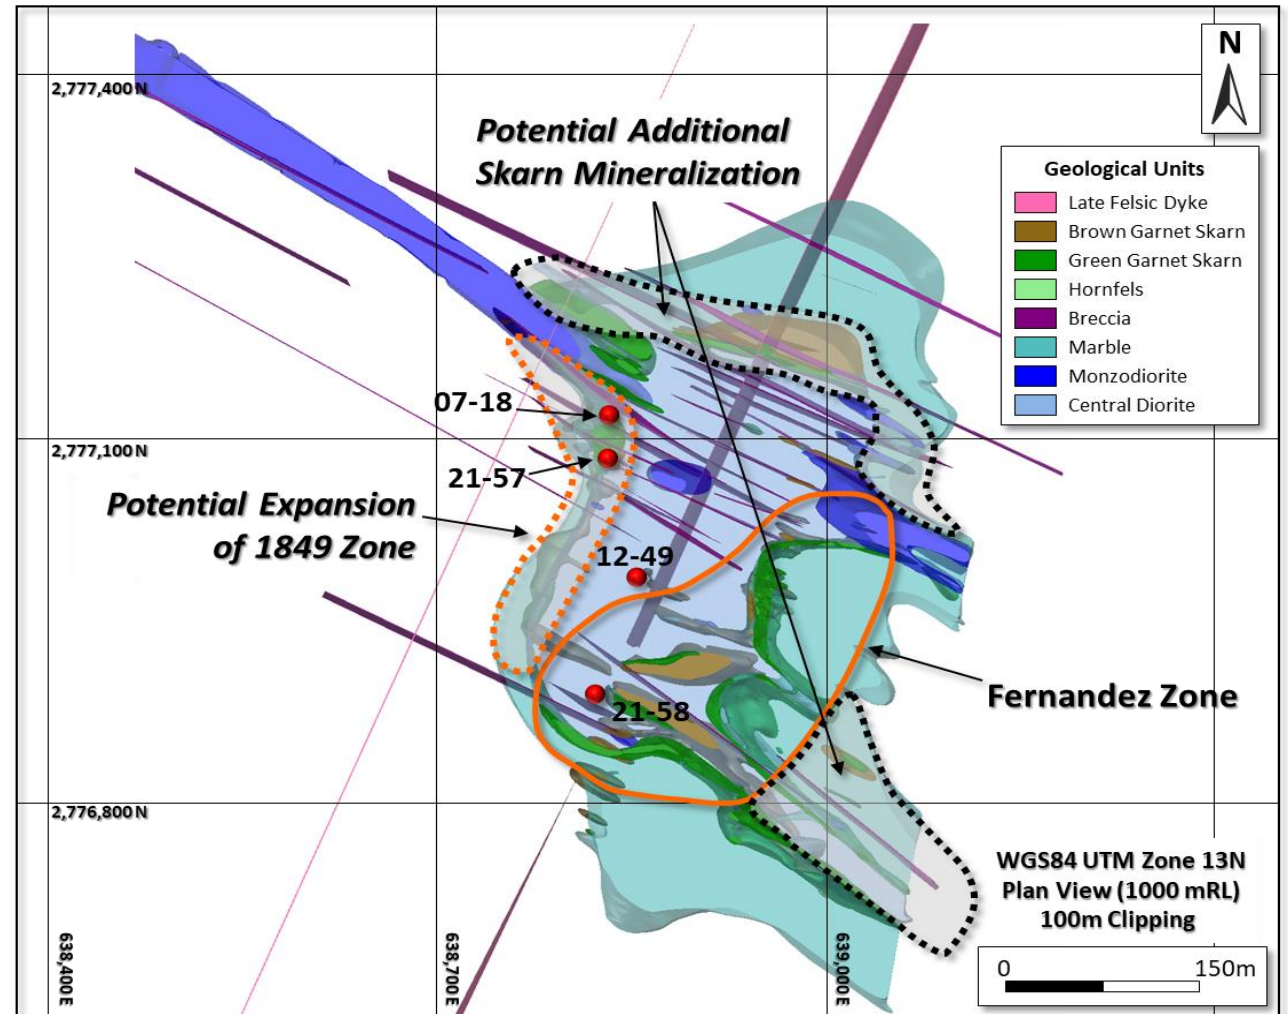 N
2,777,400N
Potential Additional
Skarn Mineralization
Geological Units
Late Felsic Dyke
Brown Garnet Skarn
Green Garnet Skarn
Hornfels
Breccia
Marble
Monzodiorite
Central Diorite
07-18
2,777,100N
21-57
Potential Expansion
of 1849 Zone
12-49
Fernandez Zone
21-58
2,776,800N
WGS84 UTM Zone 13N
Plan View (1000 mRL)
100m Clipping
638,400E
638,700E
639,000E
0 150m